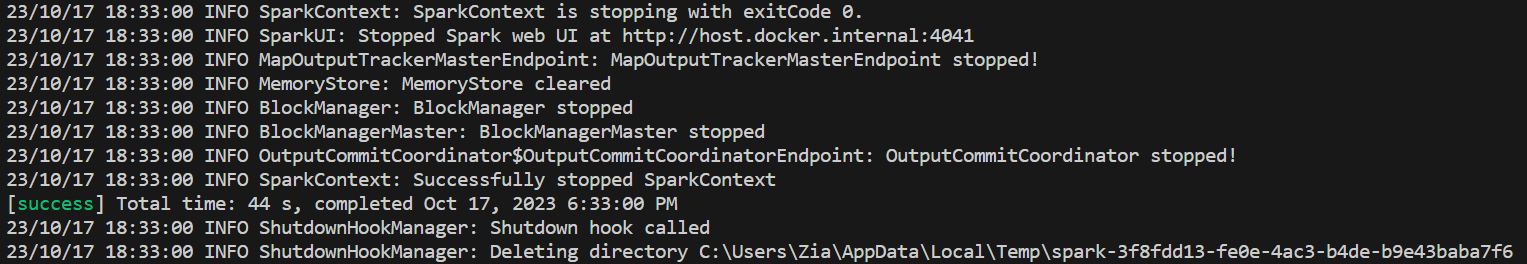 23/10/17 18:33:00 INFO SparkContext: SparkContext is stopping with exitCode 0.
23/10/17 18:33:00 INFO SparkUI: Stopped Spark web UI at http://host.docker.internal:4041
23/10/17 18:33:00 INFO MapOutputTrackerMasterEndpoint: MapOutputTrackerMasterEndpoint stopped!
23/10/17 18:33:00 INFO MemoryStore: MemoryStore cleared
23/10/17 18:33:00 INFO BlockManager: BlockManager stopped
23/10/17 18:33:00 INFO BlockManagerMaster: BlockManagerMaster stopped
23/10/17 18:33:00 INFO OutputCommitCoordinator$OutputCommitCoordinatorEndpoint: OutputCommitCoordinator stopped!
23/10/17 18:33:00 INFO SparkContext: Successfully stopped SparkContext
[success] Total time: 44 s, completed Oct 17, 2023 6:33:00 PM
23/10/17 18:33:00 INFO ShutdownHookManager: Shutdown hook called
23/10/17 18:33:00 INFO ShutdownHookManager: Deleting directory C:\Users\Zia\AppData\Local\Temp\spark-3f8fdd13-fe0e-4ac3-b4de-b9e43baba7f6